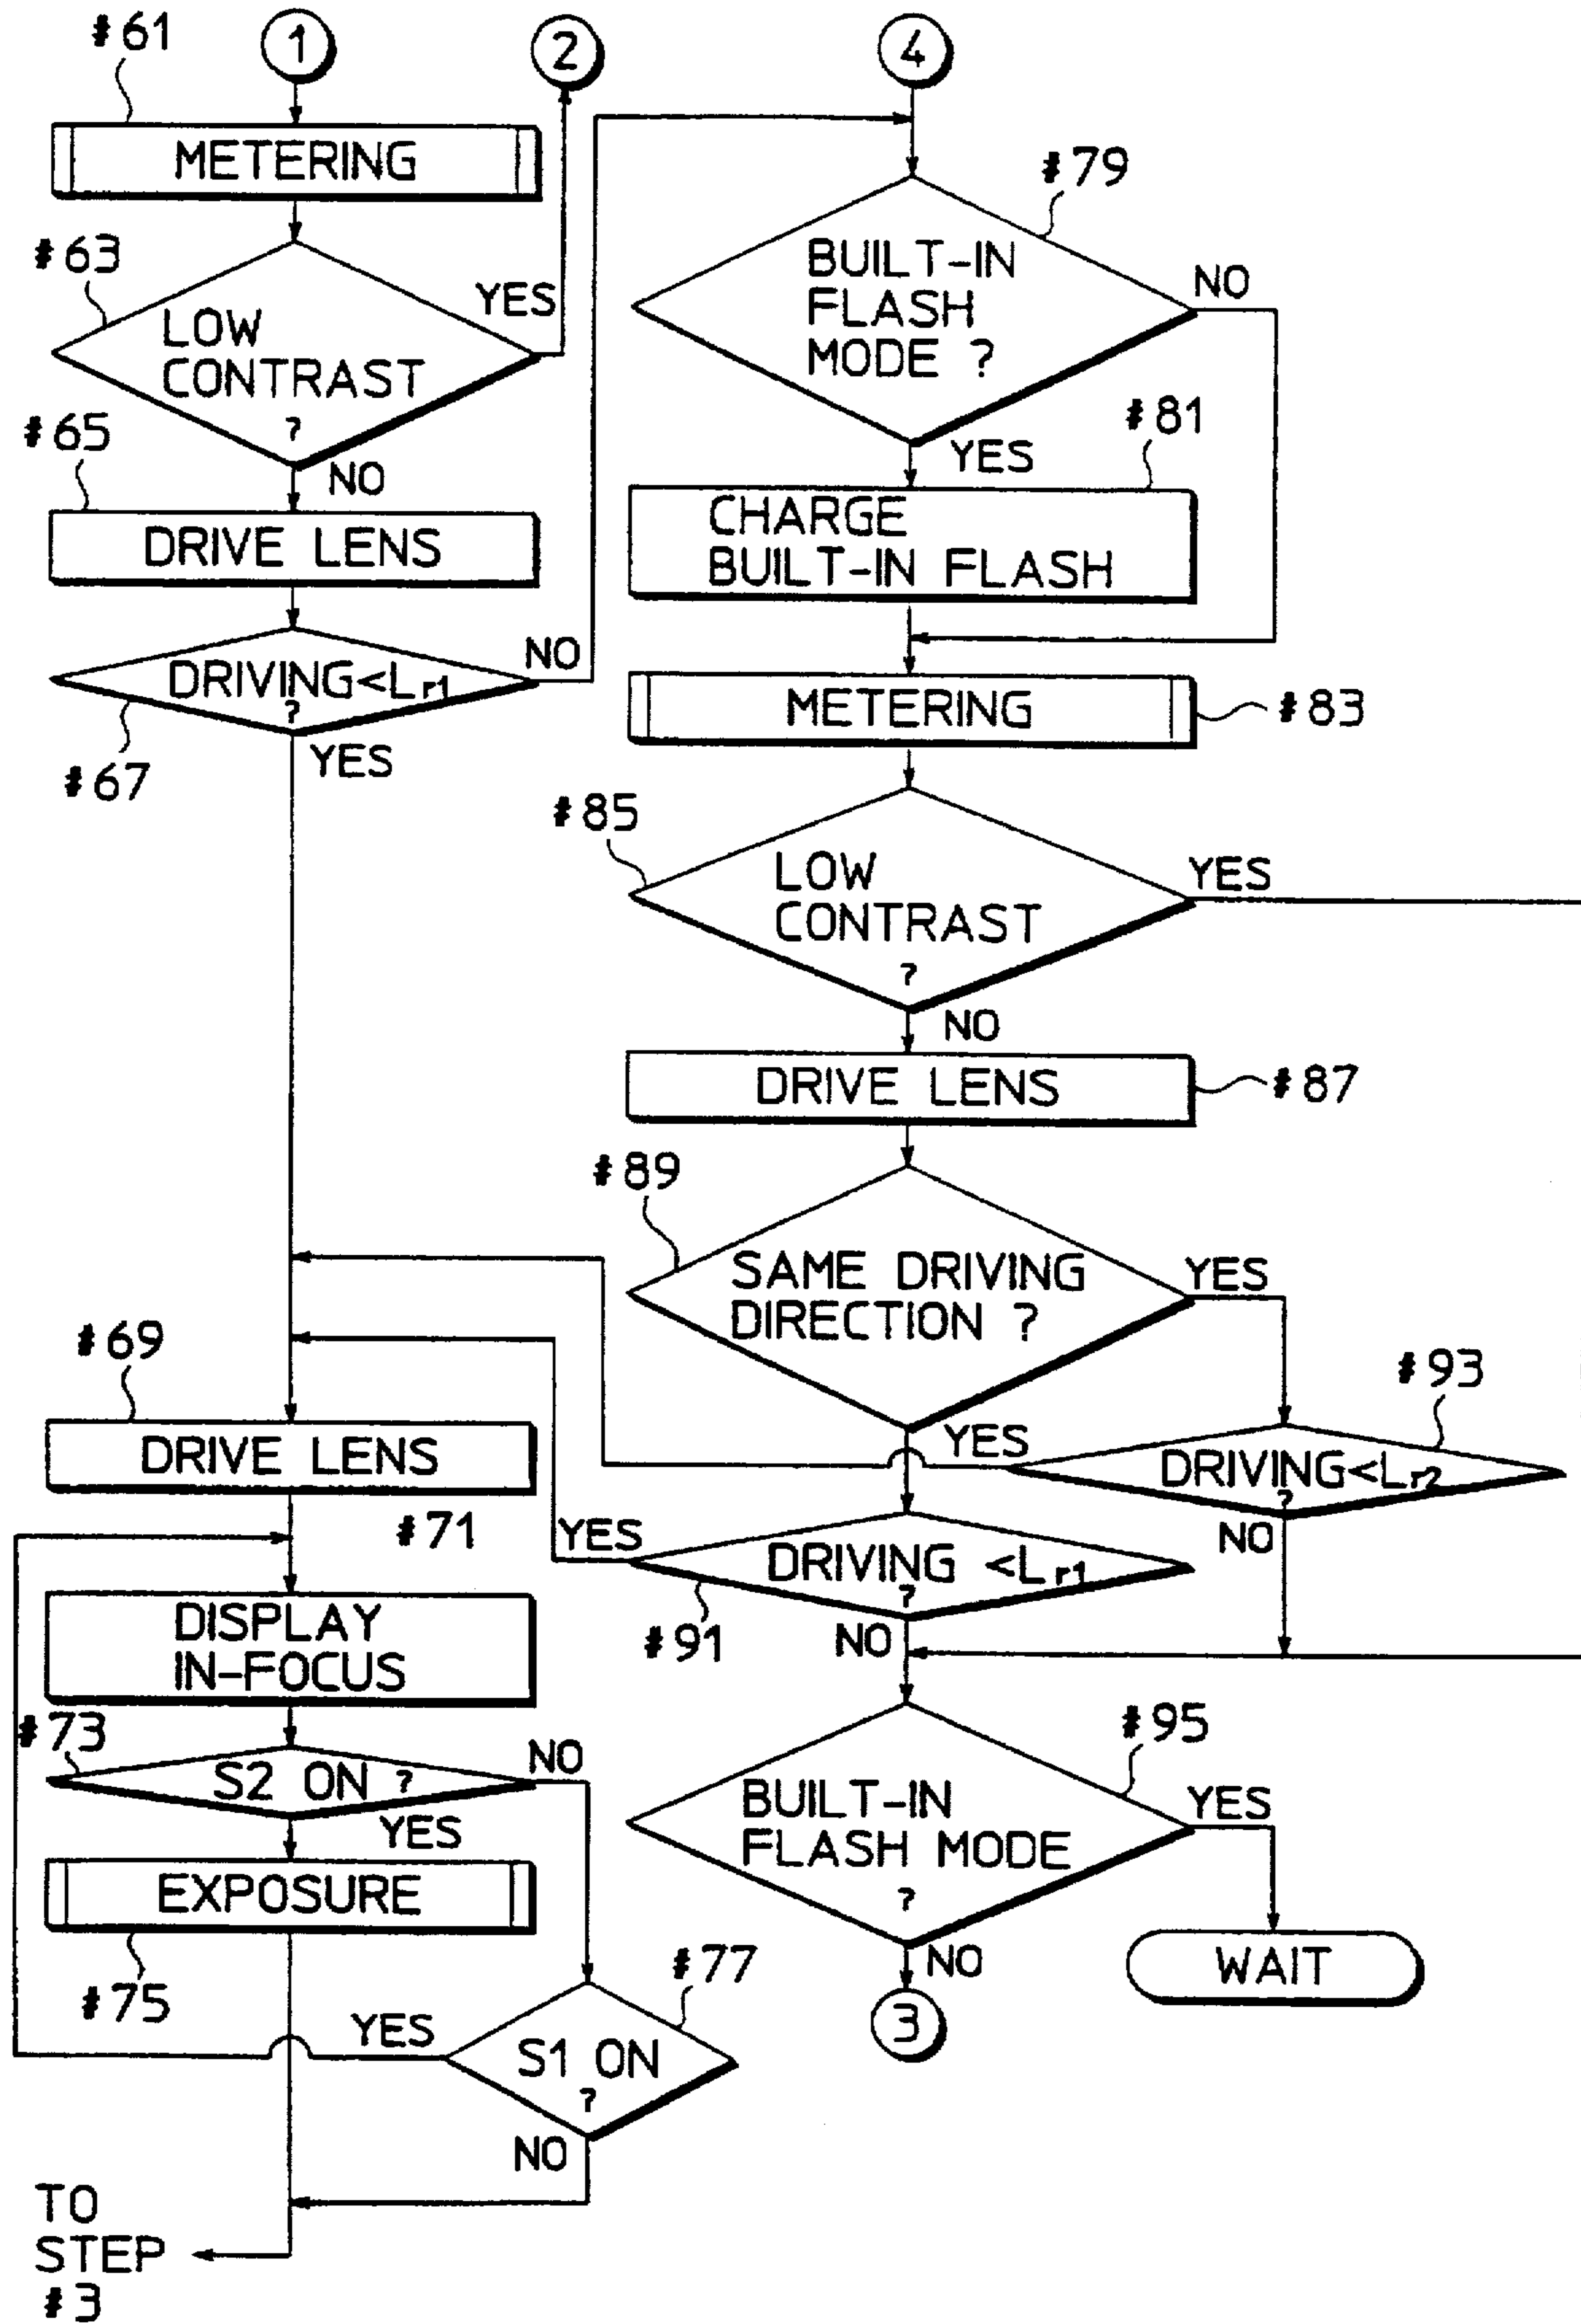 #61
1
METERING
#63
LOW
CONTRAST
?
YES
2
NO
#65
DRIVE LENS
DRIVING<Lr1
?
NO
#67
YES
#69
DRIVE LENS
#71
DISPLAY
IN-FOCUS
#73
S2 ON ?
NO
YES
EXPOSURE
#75
#77
S1 ON
?
YES
NO
TO
STEP
#3
4
#79
BUILT-IN
FLASH
MODE ?
NO
YES
#81
CHARGE
BUILT-IN FLASH
METERING
#83
#85
LOW
CONTRAST
?
YES
NO
DRIVE LENS
#87
#89
SAME DRIVING
DIRECTION ?
YES
#93
YES
DRIVING<Lr2
?
NO
YES
DRIVING <Lr1
?
#91
NO
#95
BUILT-IN
FLASH MODE
?
YES
WAIT
NO
3